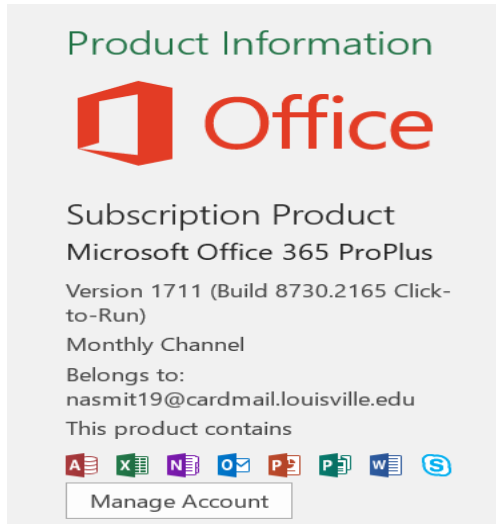 Product Information
Office
Subscription Product
Microsoft Office 365 ProPlus
Version 1711 (Build 8730.2165 Click-
to-Run)
Monthly Channel
Belongs to:
nasmit19@cardmail.louisville.edu
This product contains
A X N O P P W S
Manage Account